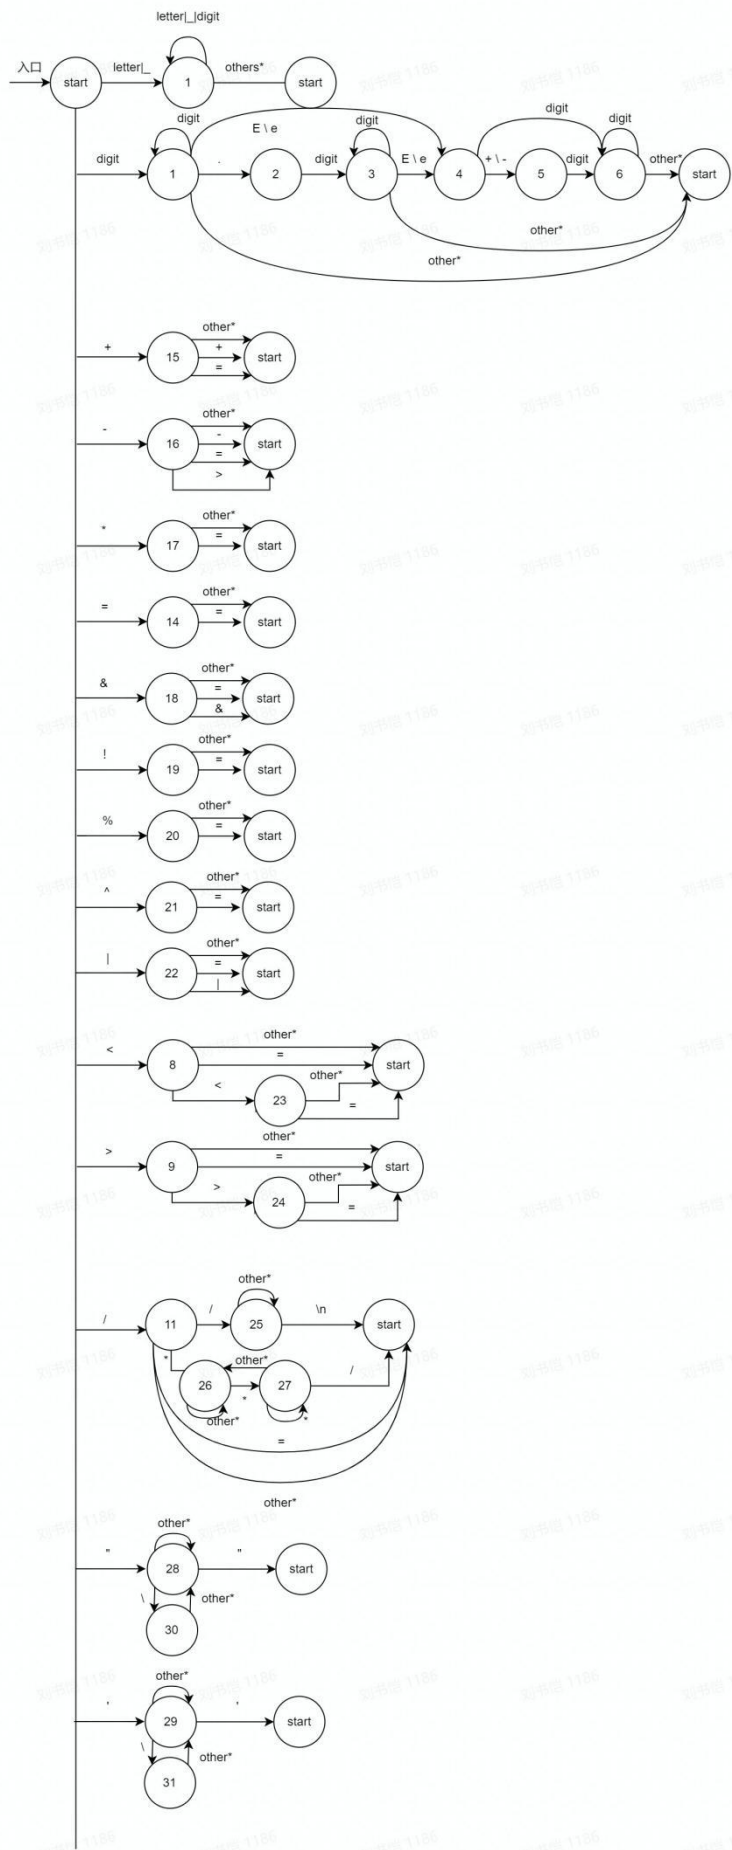 letter|_|digit
入口 start letter|_ 1 others* start
digit E \ e digit digit digit
digit 1 . 2 digit 3 E \ e 4 + \ - 5 digit 6 other* start
other*
other*
other*
+ 15 + start
=
other*
- 16 - start
=
>
other*
* 17 = start
other*
= 14 = start
other*
& 18 = start
&
other*
! 19 = start
other*
% 20 = start
other*
^ 21 = start
other*
| 22 = start
|
other*
< 8 = start
< 23 other* =
other*
> 9 = start
> 24 other* =
other*
/ 11 / 25 \n start
* other* /
26 * 27
other* *
=
other*
other*
" 28 " start
\ other*
30
other*
' 29 ' start
\ other*
31